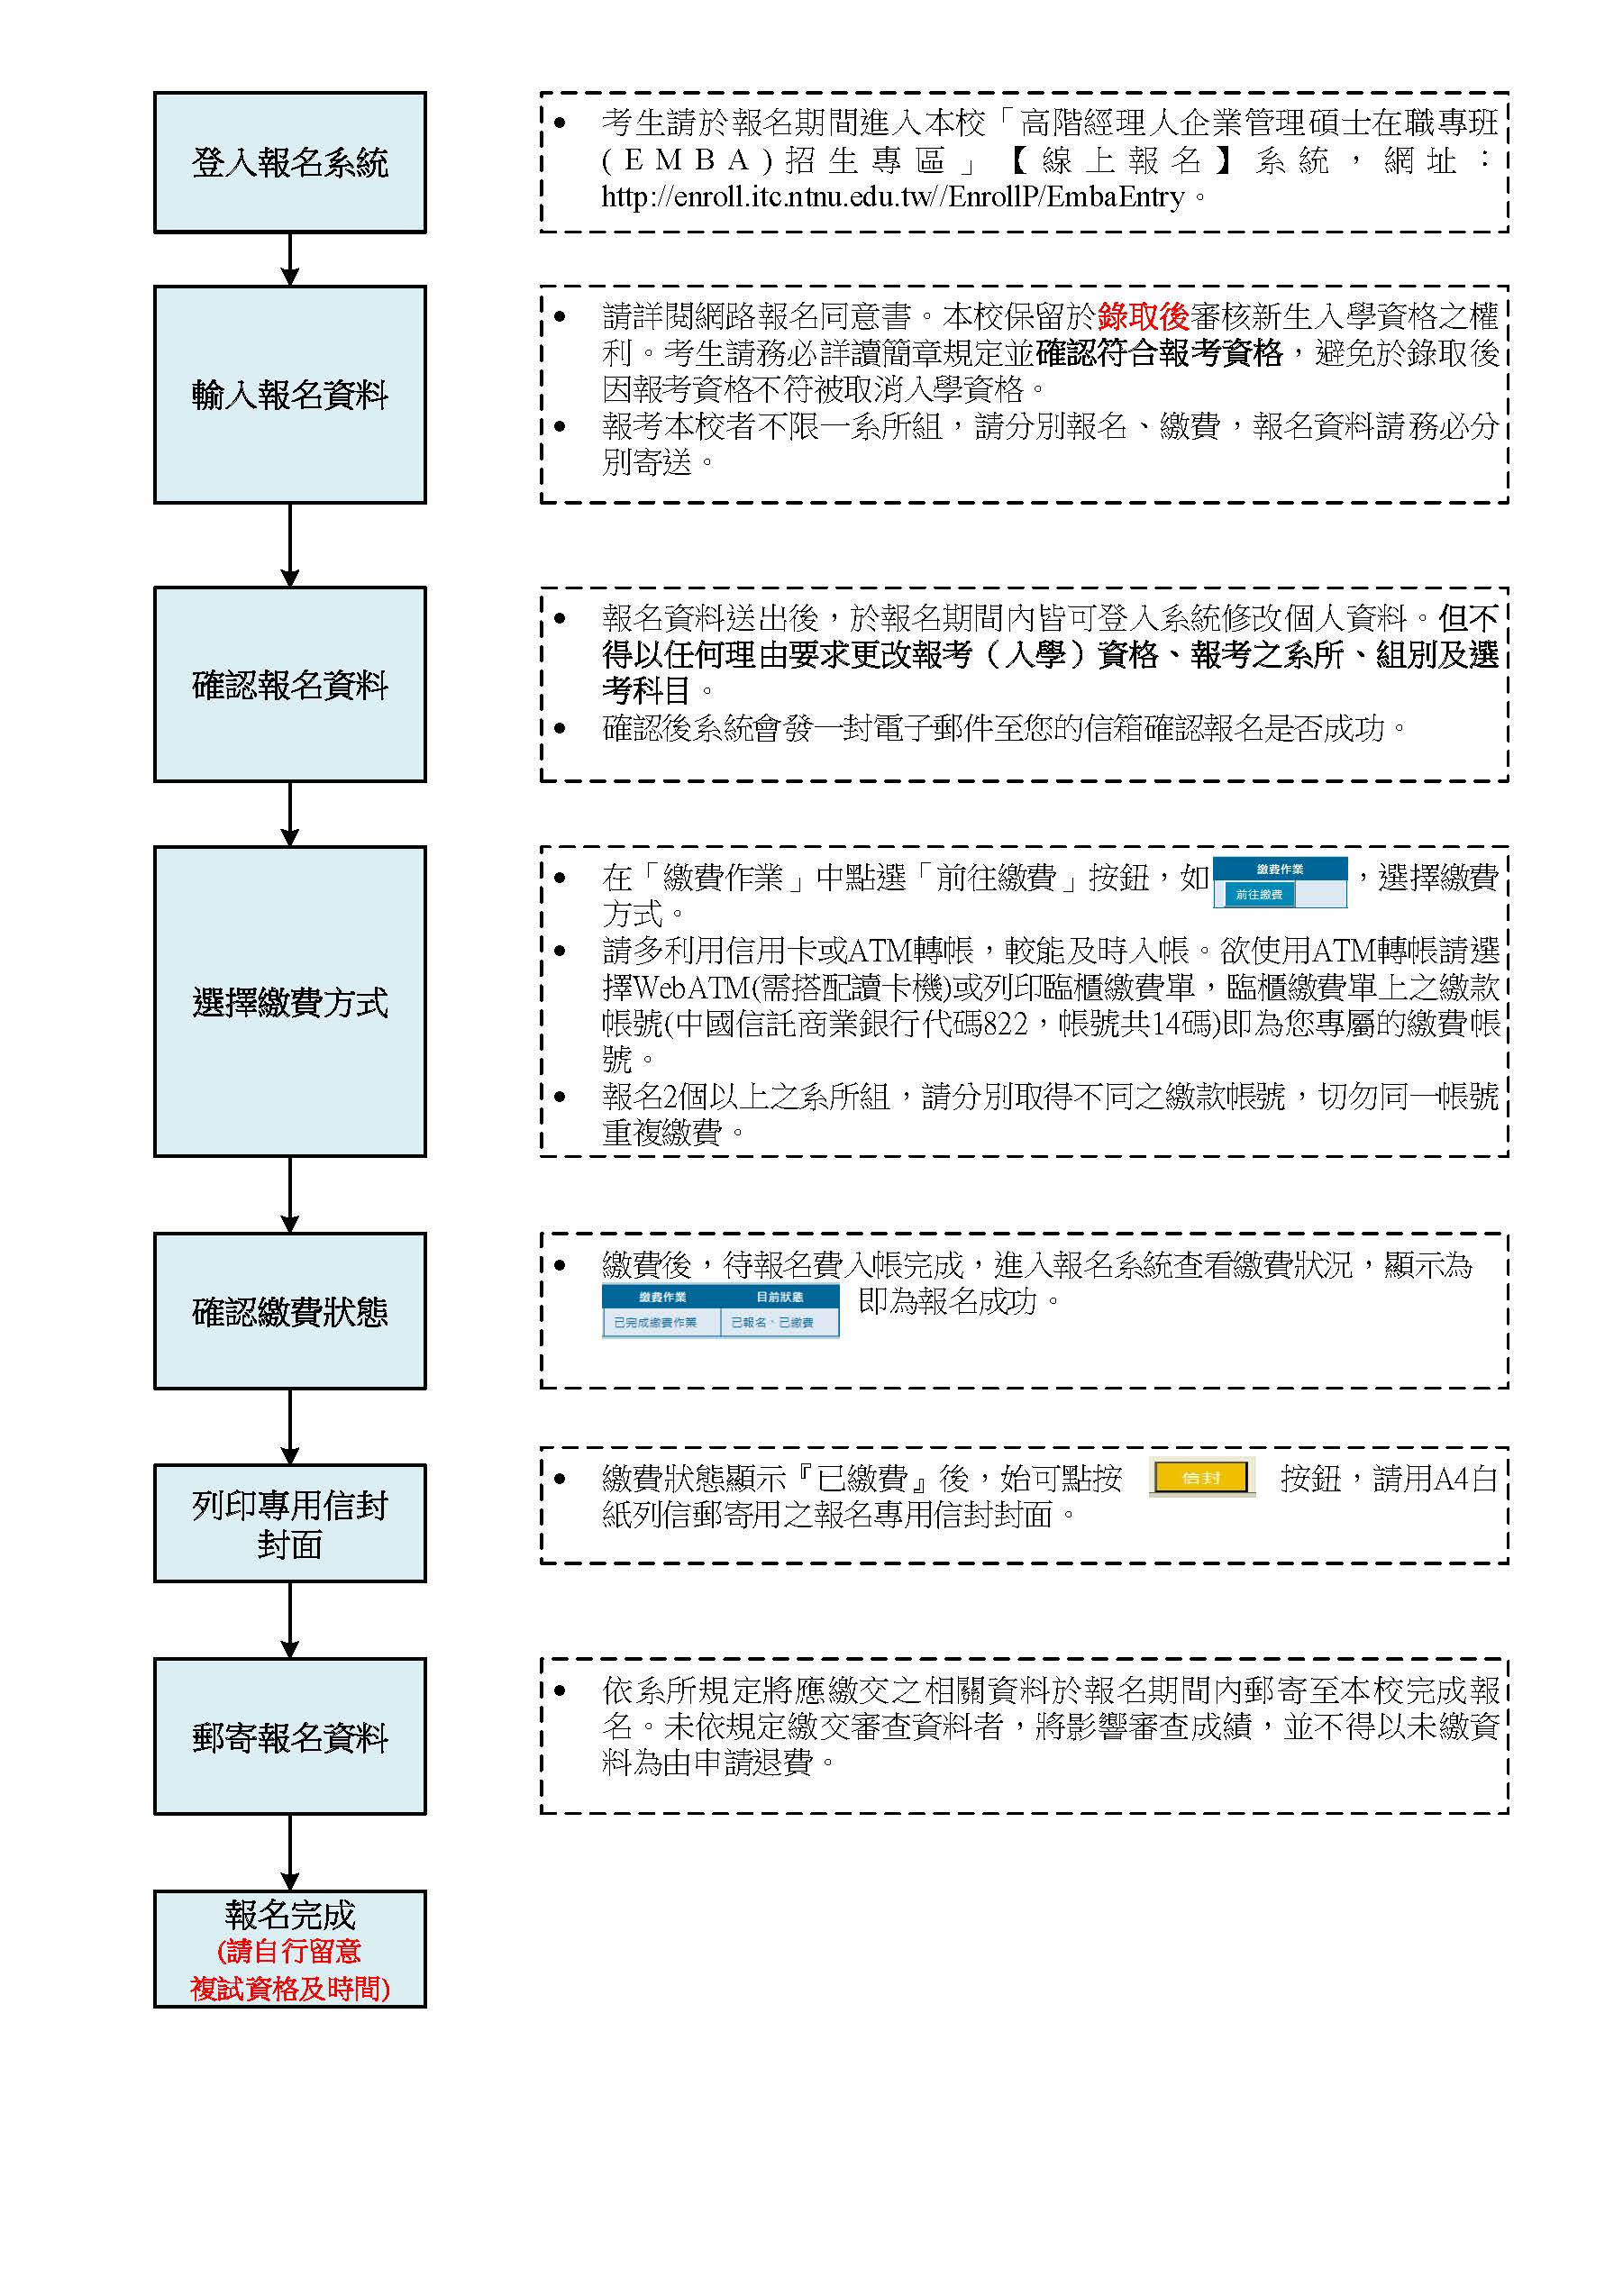 登入報名系統
• 考生請於報名期間進入本校「高階經理人企業管理碩士在職專班
(EMBA)招生專區」【線上報名】系統，網址：
http://enroll.itc.ntnu.edu.tw//EnrollP/EmbaEntry。
輸入報名資料
• 請詳閱網路報名同意書。本校保留於錄取後審核新生入學資格之權
利。考生請務必詳讀簡章規定並確認符合報考資格，避免於錄取後
因報考資格不符被取消入學資格。
• 報考本校者不限一系所組，請分別報名、繳費，報名資料請務必分
別寄送。
確認報名資料
• 報名資料送出後，於報名期間內皆可登入系統修改個人資料。但不
得以任何理由要求更改報考（入學）資格、報考之系所、組別及選
考科目。
• 確認後系統會發一封電子郵件至您的信箱確認報名是否成功。
選擇繳費方式
• 在「繳費作業」中點選「前往繳費」按鈕，如 繳費作業 前往繳費 ，選擇繳費
方式。
• 請多利用信用卡或ATM轉帳，較能及時入帳。欲使用ATM轉帳請選
擇WebATM(需搭配讀卡機)或列印臨櫃繳費單，臨櫃繳費單上之繳款
帳號(中國信託商業銀行代碼822，帳號共14碼)即為您專屬的繳費帳
號。
• 報名2個以上之系所組，請分別取得不同之繳款帳號，切勿同一帳號
重複繳費。
確認繳費狀態
• 繳費後，待報名費入帳完成，進入報名系統查看繳費狀況，顯示為
繳費作業 目前狀態 即為報名成功。
已完成繳費作業 已報名、已繳費
列印專用信封
封面
• 繳費狀態顯示『已繳費』後，始可點按 信封 按鈕，請用A4白
紙列信郵寄用之報名專用信封封面。
郵寄報名資料
• 依系所規定將應繳交之相關資料於報名期間內郵寄至本校完成報
名。未依規定繳交審查資料者，將影響審查成績，並不得以未繳資
料為由申請退費。
報名完成
(請自行留意
複試資格及時間)